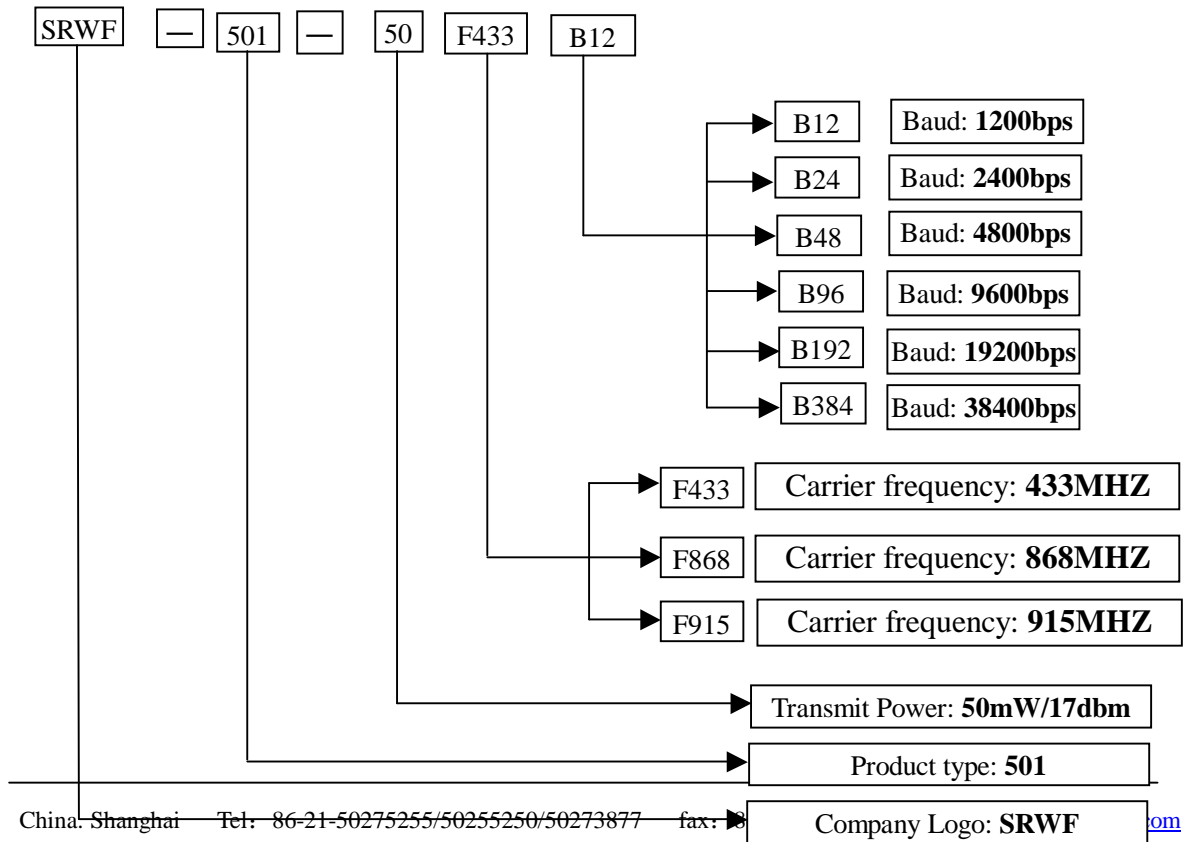 SRWF — 501 — 50 F433 B12
B12 Baud: 1200bps
B24 Baud: 2400bps
B48 Baud: 4800bps
B96 Baud: 9600bps
B192 Baud: 19200bps
B384 Baud: 38400bps
F433 Carrier frequency: 433MHZ
F868 Carrier frequency: 868MHZ
F915 Carrier frequency: 915MHZ
Transmit Power: 50mW/17dbm
Product type: 501
China. Shanghai Tel：86-21-50275255/50255250/50273877 fax： com
Company Logo: SRWF